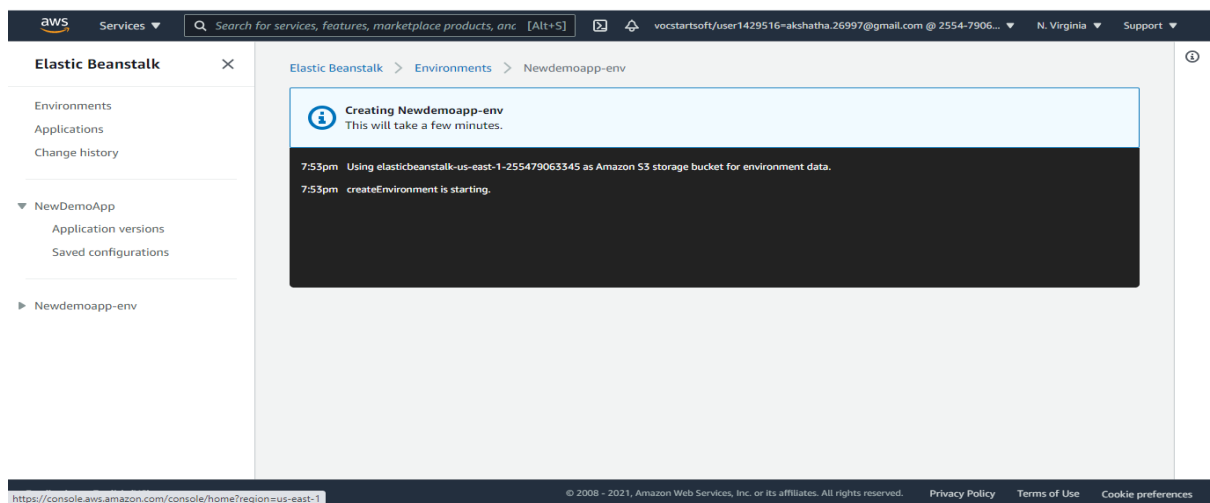 aws Services ▼ Search for services, features, marketplace products, anc [Alt+S] vocstartsoft/user1429516=akshatha.26997@gmail.com @ 2554-7906... ▼ N. Virginia ▼ Support ▼
Elastic Beanstalk
Environments
Applications
Change history
NewDemoApp
Application versions
Saved configurations
Newdemoapp-env
Elastic Beanstalk > Environments > Newdemoapp-env
Creating Newdemoapp-env
This will take a few minutes.
7:53pm Using elasticbeanstalk-us-east-1-255479063345 as Amazon S3 storage bucket for environment data.
7:53pm createEnvironment is starting.
https://console.aws.amazon.com/console/home?region=us-east-1
© 2008 - 2021, Amazon Web Services, Inc. or its affiliates. All rights reserved. Privacy Policy Terms of Use Cookie preferences